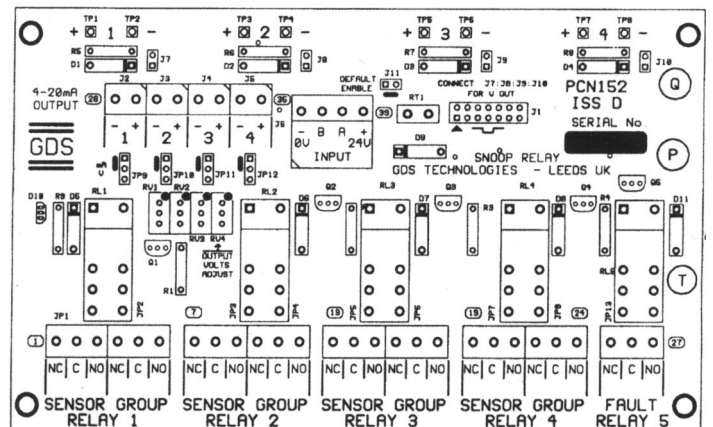 TP1 TP2 TP3 TP4 TP5 TP6 TP7 TP8
+ 1 - + 2 - + 3 - + 4 -
R5 J7 R6 J8 R7 J9 R8 J10
D1 D2 D3 D4
J2 J3 J4 J5 DEFAULT ENABLE J11 CONNECT J7:J8:J9:J10 FOR V OUT PCN152 Q
4-20mA OUTPUT 28 35 39 RT1 J1 ISS D
J6
- + - + - + - +
1 2 3 4
- B A +
0V 24V
INPUT
SERIAL No.
GDS
D9
SNOOP RELAY
GDS TECHNOLOGIES - LEEDS UK
P
mA
V
JP9 JP10 JP11 JP12
D10 R9 D5 RL1 RV1 RV2 RL2 D6 Q2 RL3 D7 Q3 RL4 D8 Q4 Q5 D11
RV3 RV4 R3 R4
Q1
OUTPUT
VOLTS
ADJUST
R1
RL5
T
JP1 JP2 7 JP3 JP4 13 JP5 JP6 19 JP7 JP8 24 JP13
1 27
NC C NO NC C NO NC C NO NC C NO NC C NO NC C NO NC C NO NC C NO NC C NO
SENSOR GROUP
RELAY 1
SENSOR GROUP
RELAY 2
SENSOR GROUP
RELAY 3
SENSOR GROUP
RELAY 4
FAULT
RELAY 5